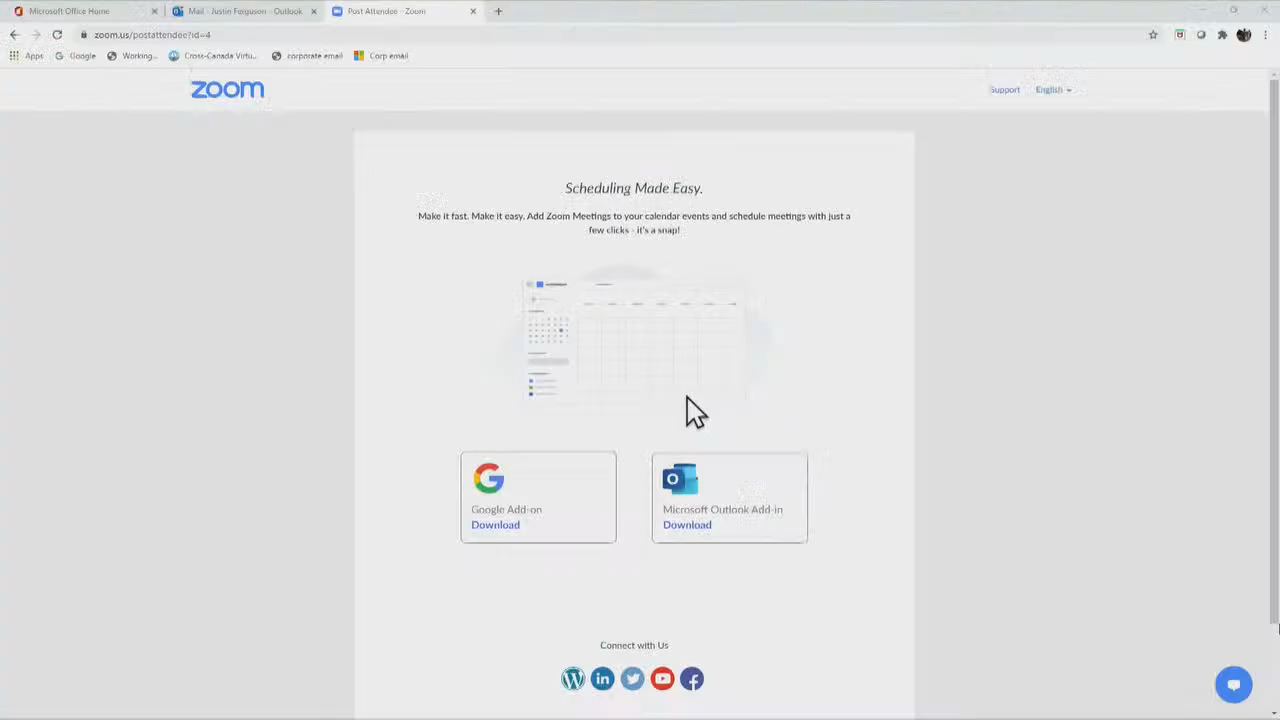 Microsoft Office Home
Mail - Justin Ferguson - Outlook
Post Attendee - Zoom
zoom.us/postattendee?id=4
Apps
Google
Working...
Cross-Canada Virtu...
corporate email
Corp email
zoom
Support
English
Scheduling Made Easy.
Make it fast. Make it easy. Add Zoom Meetings to your calendar events and schedule meetings with just a
few clicks - it's a snap!
Google Add-on
Download
Microsoft Outlook Add-in
Download
Connect with Us